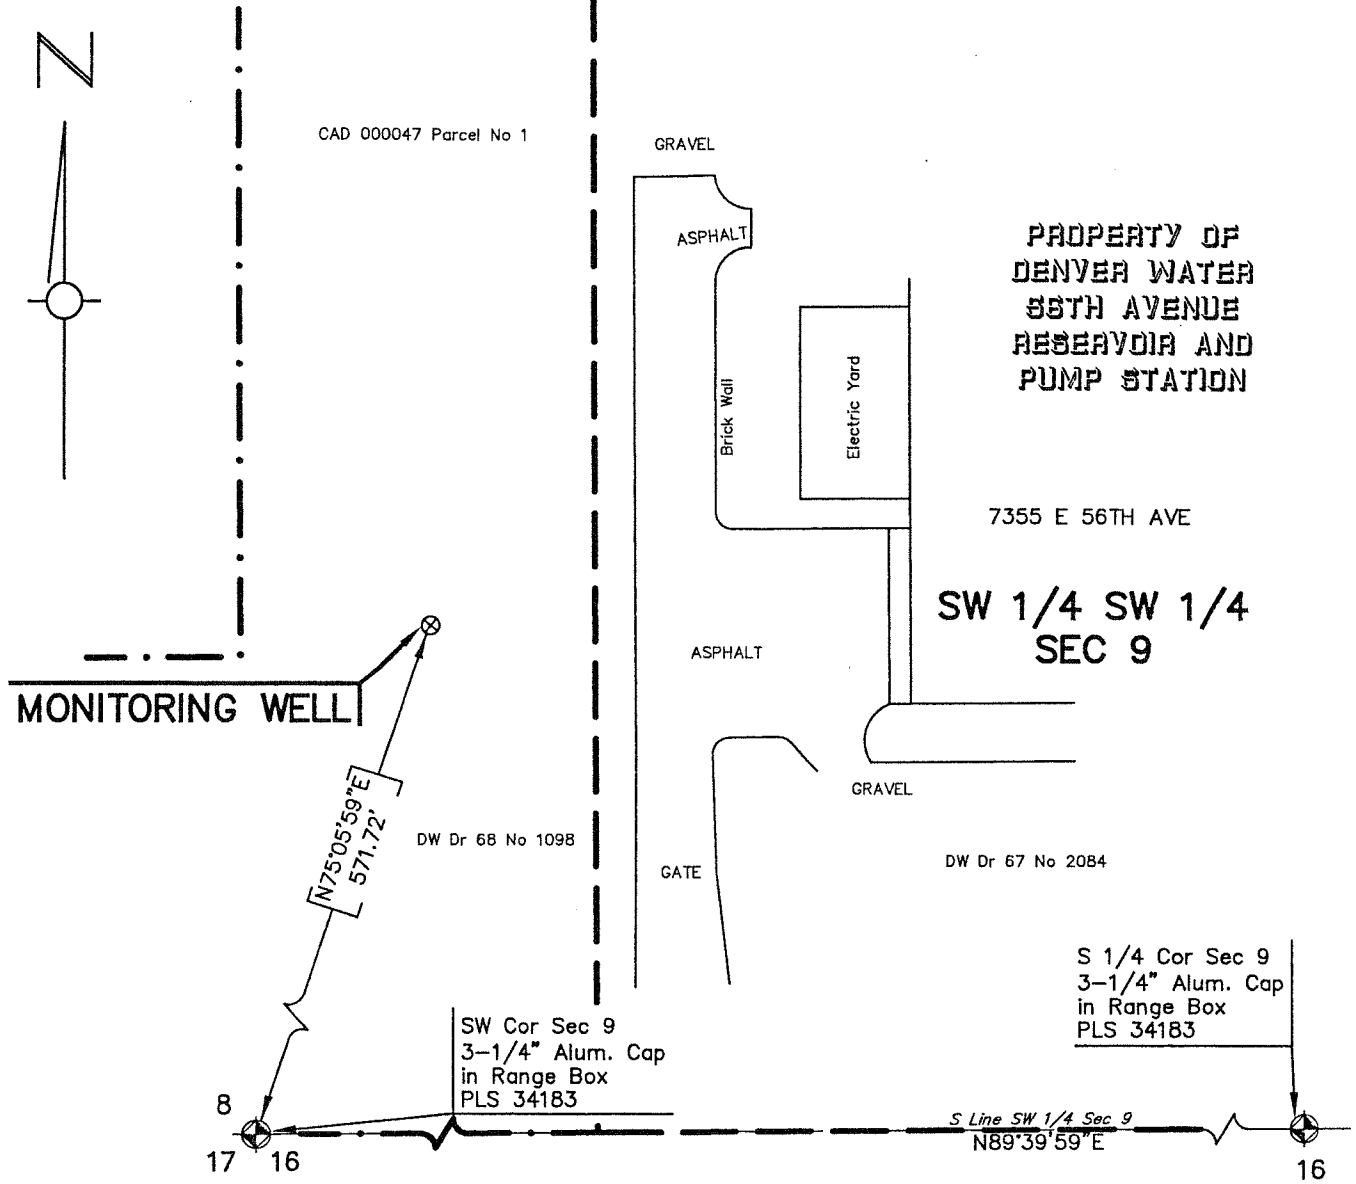 N
CAD 000047 Parcel No 1
GRAVEL
ASPHALT
PROPERTY OF
DENVER WATER
56TH AVENUE
RESERVOIR AND
PUMP STATION
Brick Wall
Electric Yard
7355 E 56TH AVE
SW 1/4 SW 1/4
SEC 9
ASPHALT
MONITORING WELL
N75°05'59"E
571.72'
GRAVEL
DW Dr 68 No 1098
DW Dr 67 No 2084
GATE
S 1/4 Cor Sec 9
3-1/4" Alum. Cap
in Range Box
PLS 34183
SW Cor Sec 9
3-1/4" Alum. Cap
in Range Box
PLS 34183
8
S Line SW 1/4 Sec 9
N89°39'59"E
17 16
16